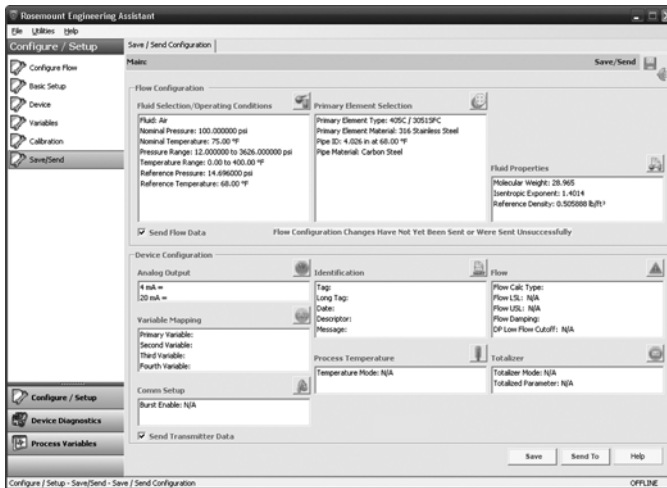 Rosemount Engineering Assistant
File Utilities Help
Configure / Setup
Configure Flow
Basic Setup
Device
Variables
Calibration
Save/Send
Configure / Setup
Device Diagnostics
Process Variables
Save / Send Configuration
Main:
Save/Send
Flow Configuration
Fluid Selection/Operating Conditions
Fluid: Air
Nominal Pressure: 100.000000 psi
Nominal Temperature: 75.00 °F
Pressure Range: 12.000000 to 3626.000000 psi
Temperature Range: 0.00 to 400.00 °F
Reference Pressure: 14.696000 psi
Reference Temperature: 68.00 °F
Primary Element Selection
Primary Element Type: 405C / 3051SFC
Primary Element Material: 316 Stainless Steel
Pipe ID: 4.026 in at 68.00 °F
Pipe Material: Carbon Steel
Fluid Properties
Molecular Weight: 28.965
Isentropic Exponent: 1.4014
Reference Density: 0.505888 lb/ft³
Send Flow Data
Flow Configuration Changes Have Not Yet Been Sent or Were Sent Unsuccessfully
Device Configuration
Analog Output
4 mA =
20 mA =
Variable Mapping
Primary Variable:
Second Variable:
Third Variable:
Fourth Variable:
Comm Setup
Burst Enable: N/A
Identification
Tag:
Long Tag:
Date:
Descriptor:
Message:
Process Temperature
Temperature Mode: N/A
Flow
Flow Calc Type:
Flow LSL: N/A
Flow USL: N/A
Flow Damping:
DP Low Flow Cutoff: N/A
Totalizer
Totalizer Mode: N/A
Totalized Parameter: N/A
Send Transmitter Data
Save
Send To
Help
Configure / Setup - Save/Send - Save / Send Configuration
OFFLINE